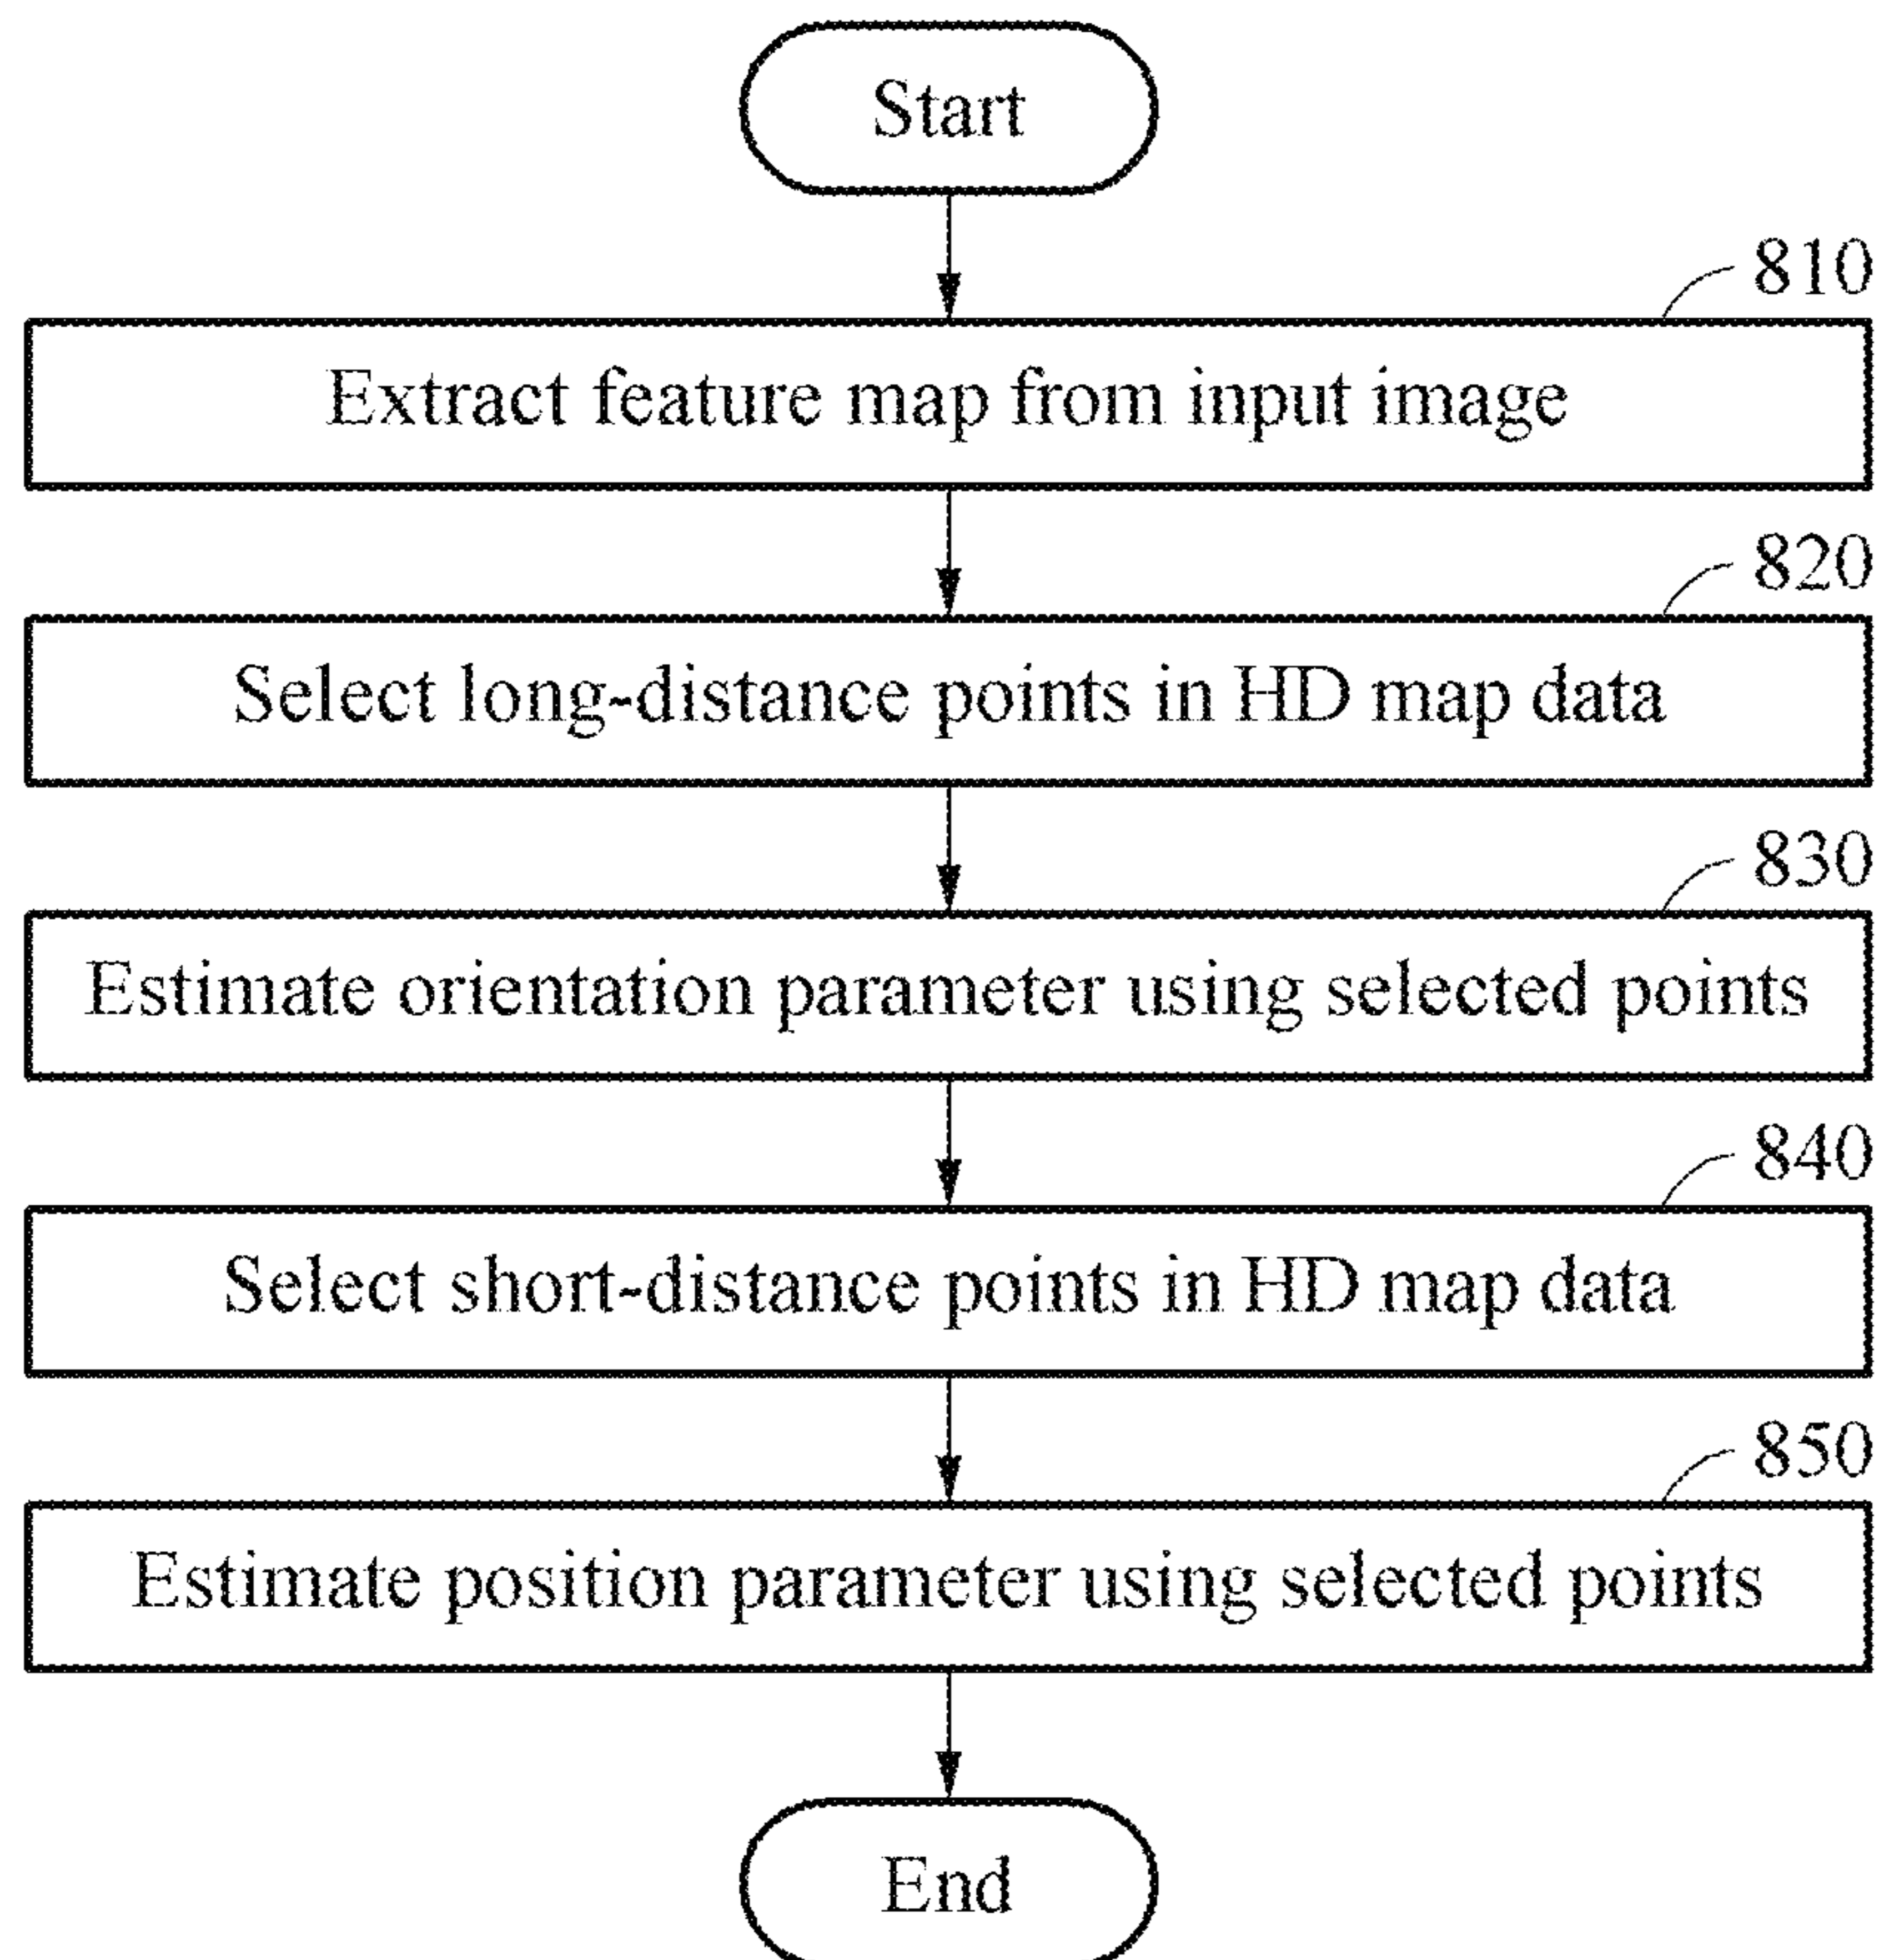 Start
810
Extract feature map from input image
820
Select long-distance points in HD map data
830
Estimate orientation parameter using selected points
840
Select short-distance points in HD map data
850
Estimate position parameter using selected points
End